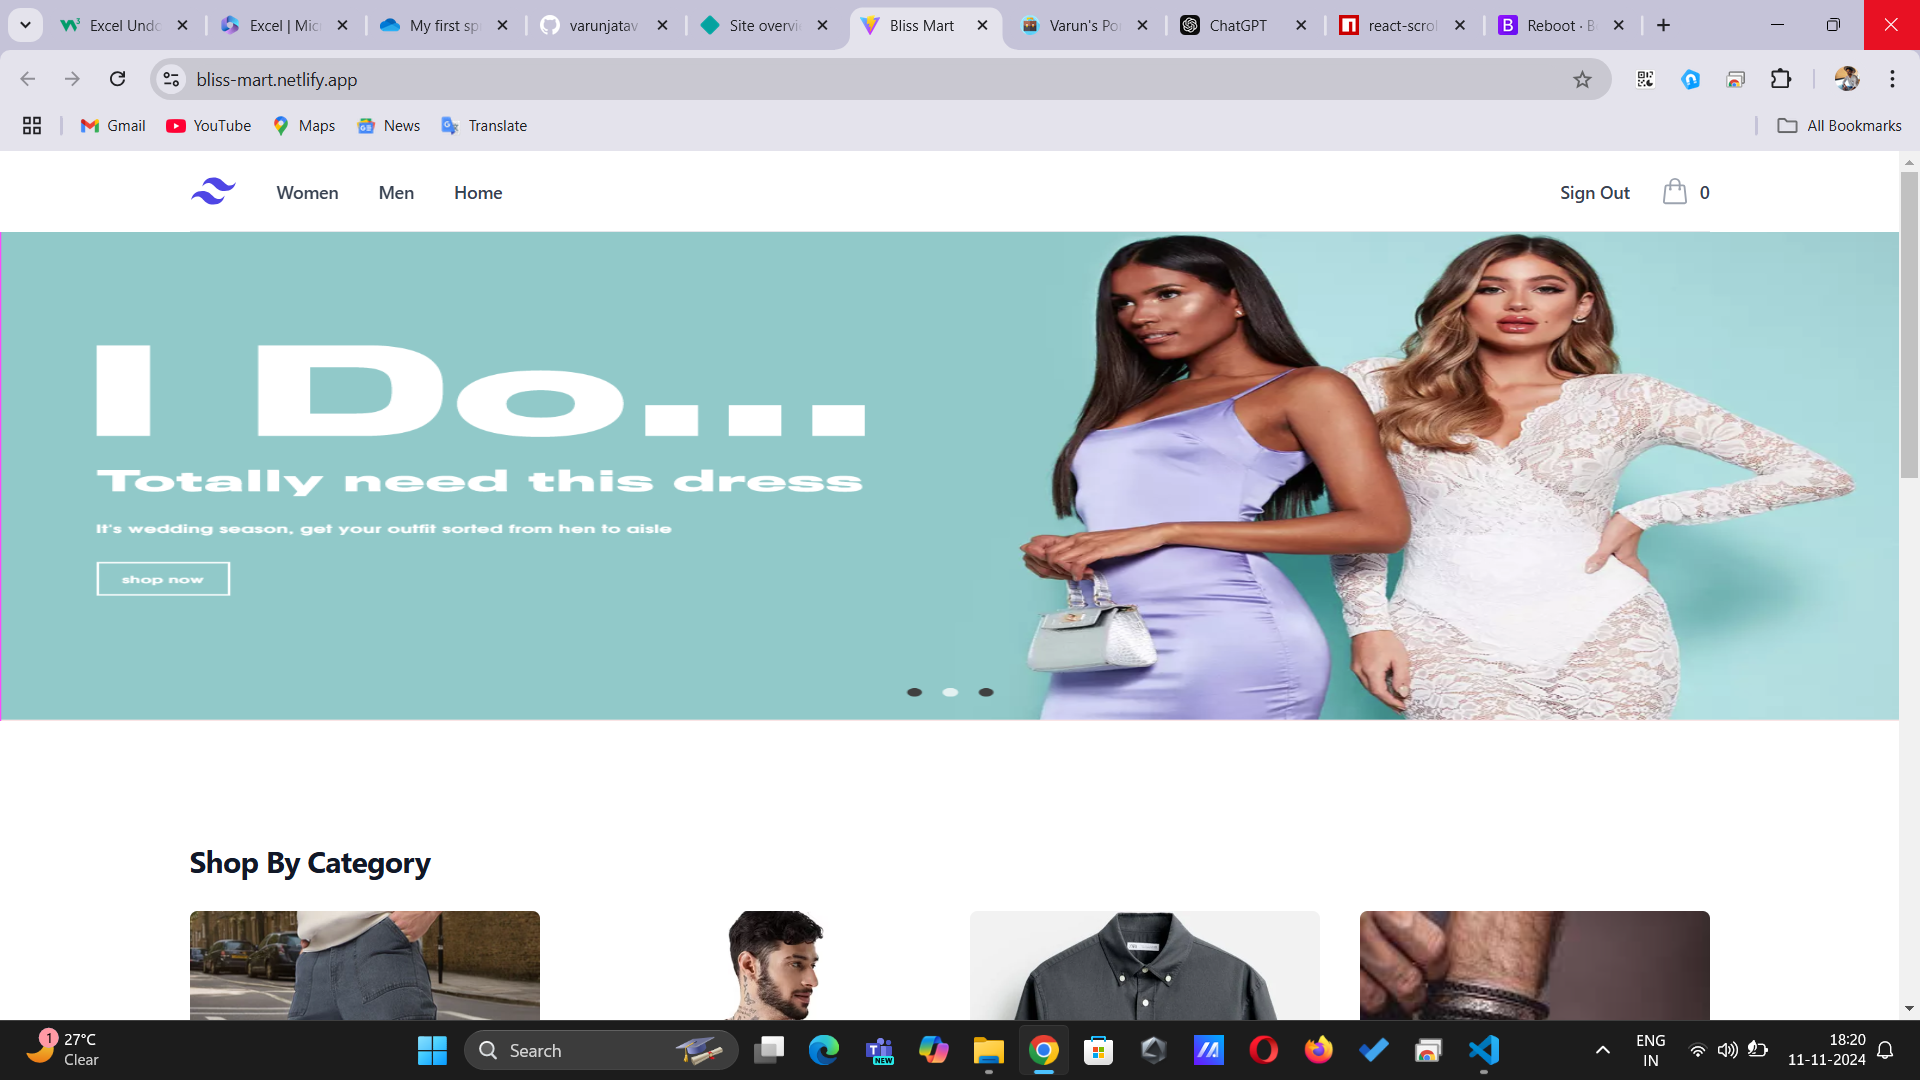 Excel Undo
Excel | Mic
My first sp
varunjatav
Site overvi
Bliss Mart
Varun's Po
ChatGPT
react-scrol
Reboot · B
bliss-mart.netlify.app
Gmail
YouTube
Maps
News
Translate
All Bookmarks
Women
Men
Home
Sign Out
0
I Do...
Totally need this dress
It's wedding season, get your outfit sorted from hen to aisle
shop now
Shop By Category
1
27°C
Clear
Search
NEW
ENG
IN
18:20
11-11-2024